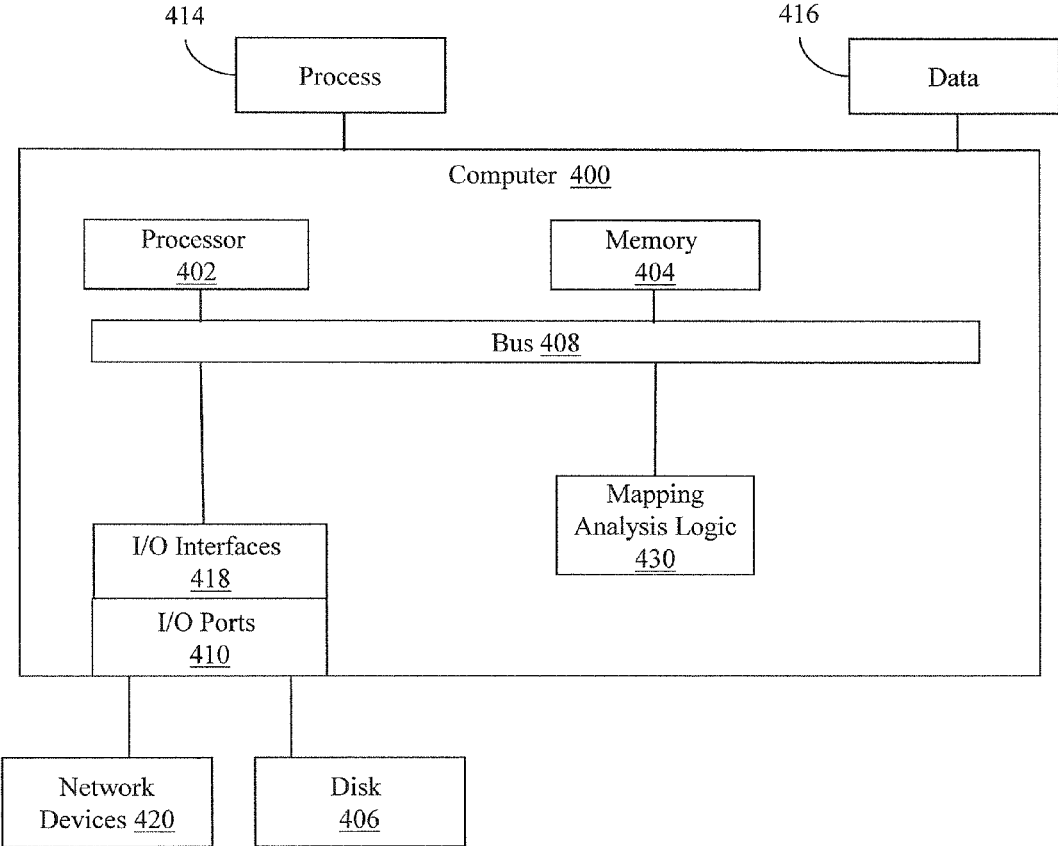 414
416
Process
Data
Computer 400
Processor
402
Memory
404
Bus 408
Mapping
Analysis Logic
430
I/O Interfaces
418
I/O Ports
410
Network
Devices 420
Disk
406